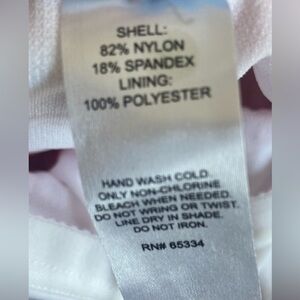 SHELL:
82% NYLON
18% SPANDEX
LINING:
100% POLYESTER
HAND WASH COLD.
ONLY NON-CHLORINE
BLEACH WHEN NEEDED.
DO NOT WRING OR TWIST.
LINE DRY IN SHADE.
DO NOT IRON.
RN# 65334